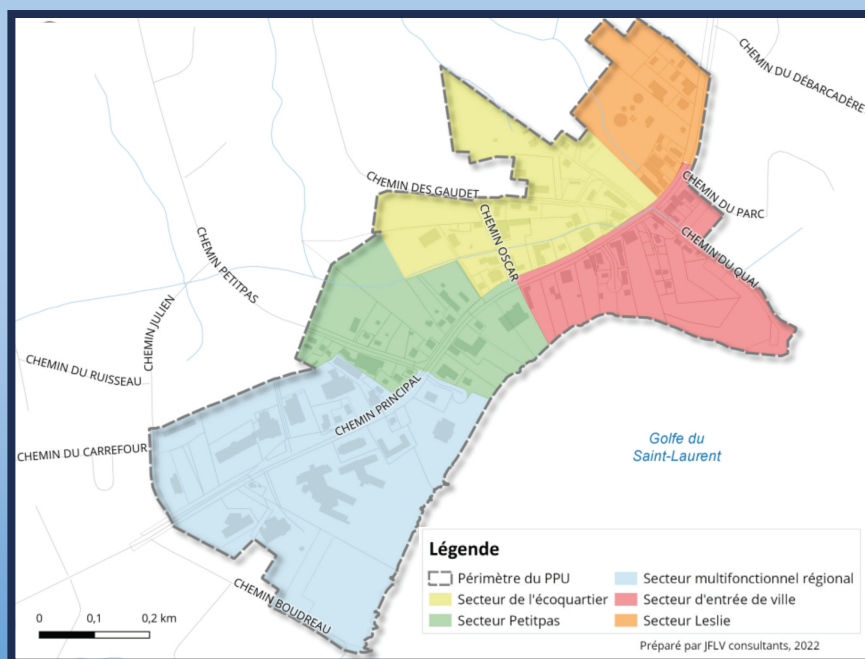 CHEMIN DU DÉBARCADÈRE
CHEMIN DES GAUDET
CHEMIN DU PARC
CHEMIN OSCAR
CHEMIN DU QUAI
CHEMIN PETITPAS
CHEMIN JULIEN
CHEMIN DU RUISSEAU
CHEMIN PRINCIPAL
CHEMIN DU CARREFOUR
Golfe du
Saint-Laurent
CHEMIN BOUDREAU
0 0,1 0,2 km
Légende
Périmètre du PPU
Secteur de l'écoquartier
Secteur Petitpas
Secteur multifonctionnel régional
Secteur d'entrée de ville
Secteur Leslie
Préparé par JFLV consultants, 2022